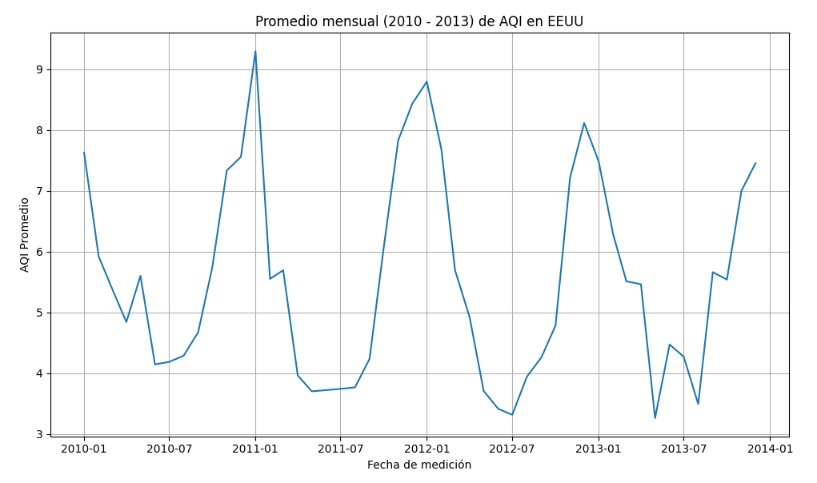 Promedio mensual (2010 - 2013) de AQI en EEUU
AQI Promedio
9
8
7
6
5
4
3
2010-01 2010-07 2011-01 2011-07 2012-01 2012-07 2013-01 2013-07 2014-01
Fecha de medición